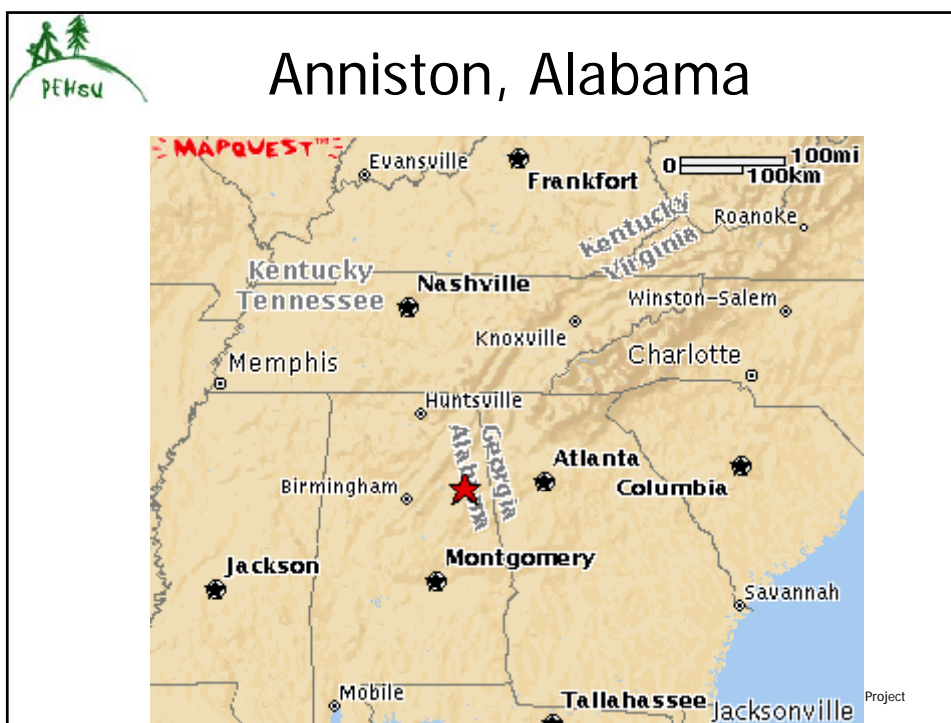 PEHSU
Anniston, Alabama
MAPQUEST™
Evansville
Frankfort
0 100mi
100km
Roanoke
Kentucky
Virginia
Kentucky
Tennessee
Nashville
Winston-Salem
Knoxville
Memphis
Charlotte
Huntsville
Alabama
Georgia
Atlanta
Birmingham
Columbia
Jackson
Montgomery
Savannah
Mobile
Tallahassee
Jacksonville
Project